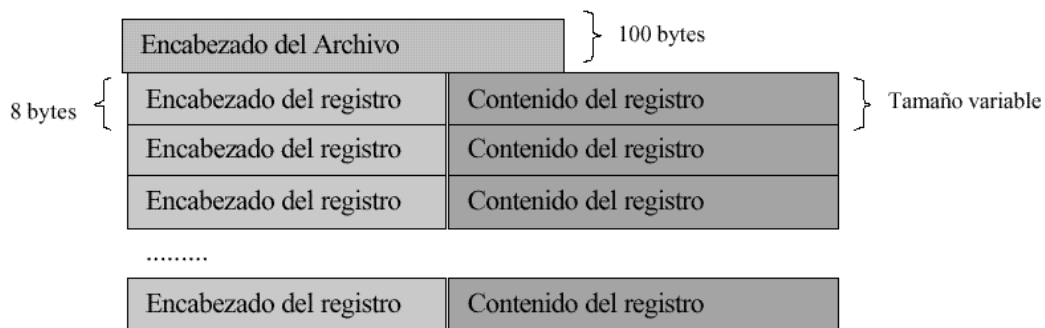 Encabezado del Archivo
100 bytes
8 bytes
Encabezado del registro
Contenido del registro
Tamaño variable
Encabezado del registro
Contenido del registro
Encabezado del registro
Contenido del registro
.........
Encabezado del registro
Contenido del registro